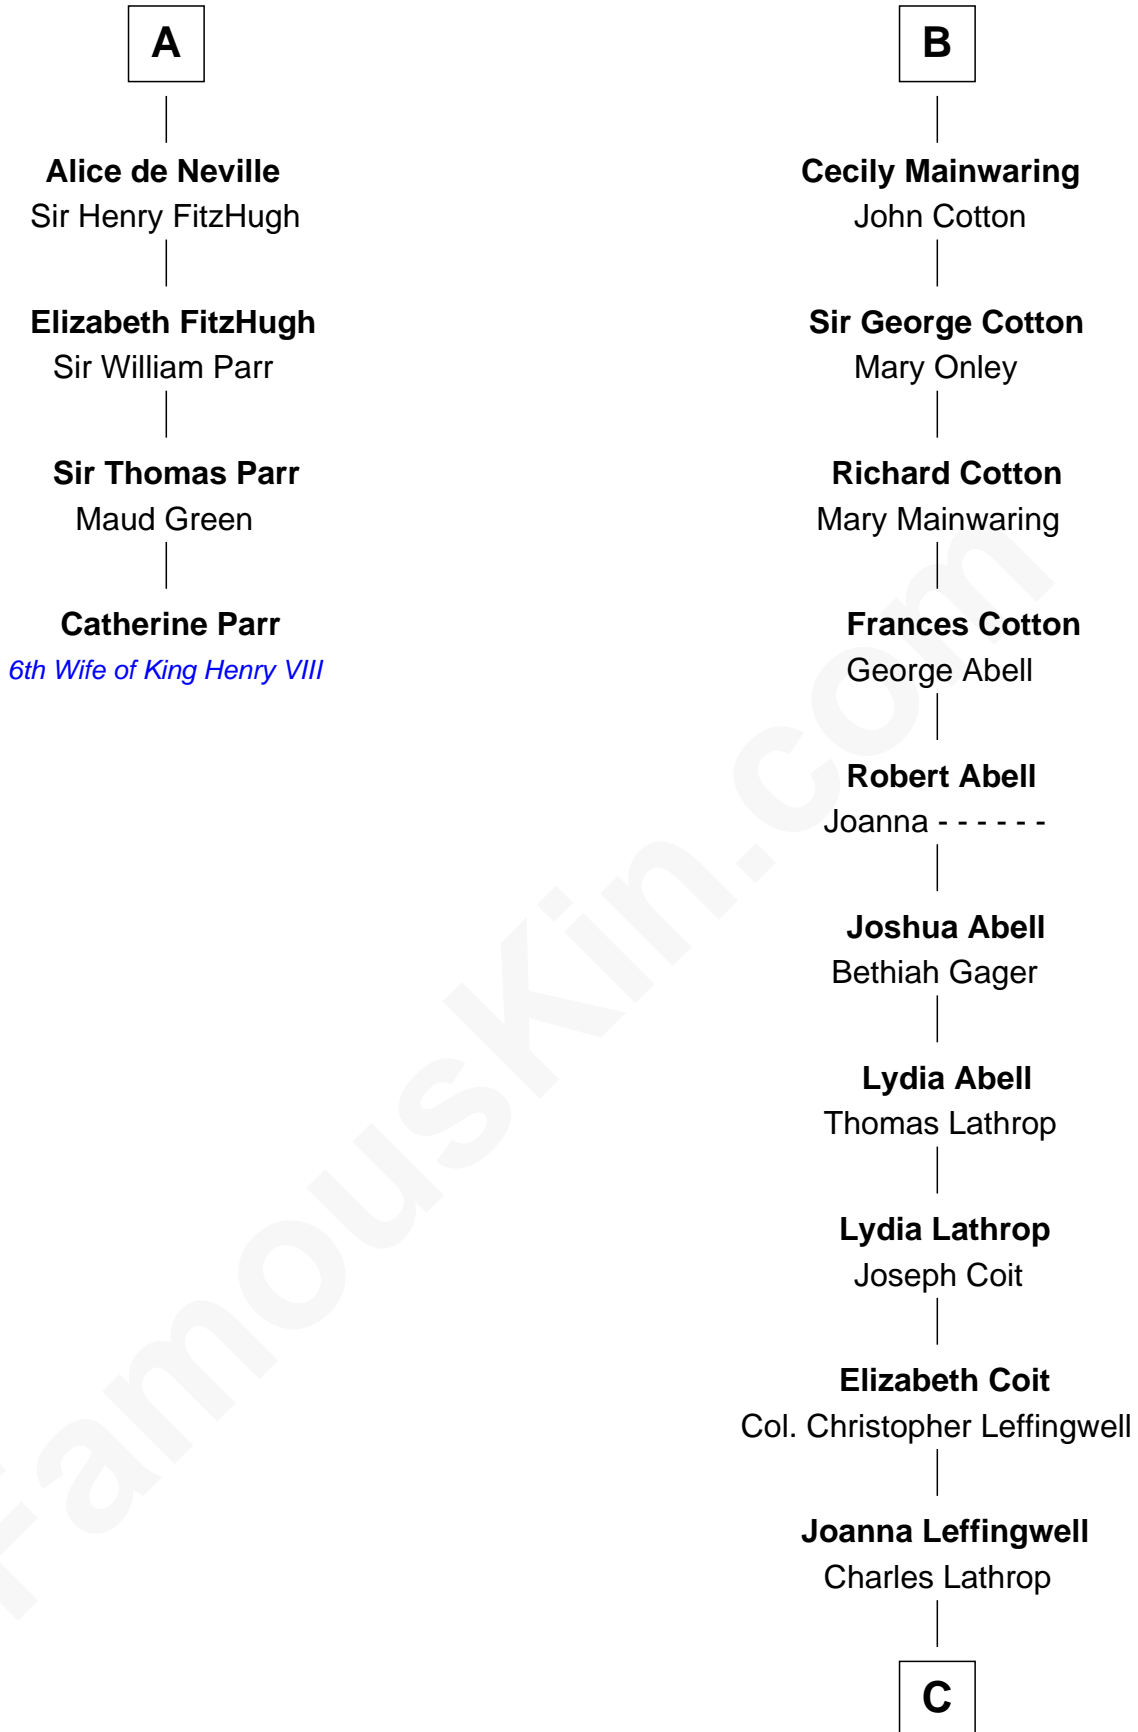 A
Alice de Neville
Sir Henry FitzHugh
Elizabeth FitzHugh
Sir William Parr
Sir Thomas Parr
Maud Green
Catherine Parr
6th Wife of King Henry VIII
B
Cecily Mainwaring
John Cotton
Sir George Cotton
Mary Onley
Richard Cotton
Mary Mainwaring
Frances Cotton
George Abell
Robert Abell
Joanna - - - - - -
Joshua Abell
Bethiah Gager
Lydia Abell
Thomas Lathrop
Lydia Lathrop
Joseph Coit
Elizabeth Coit
Col. Christopher Leffingwell
Joanna Leffingwell
Charles Lathrop
C
FamousKin.com